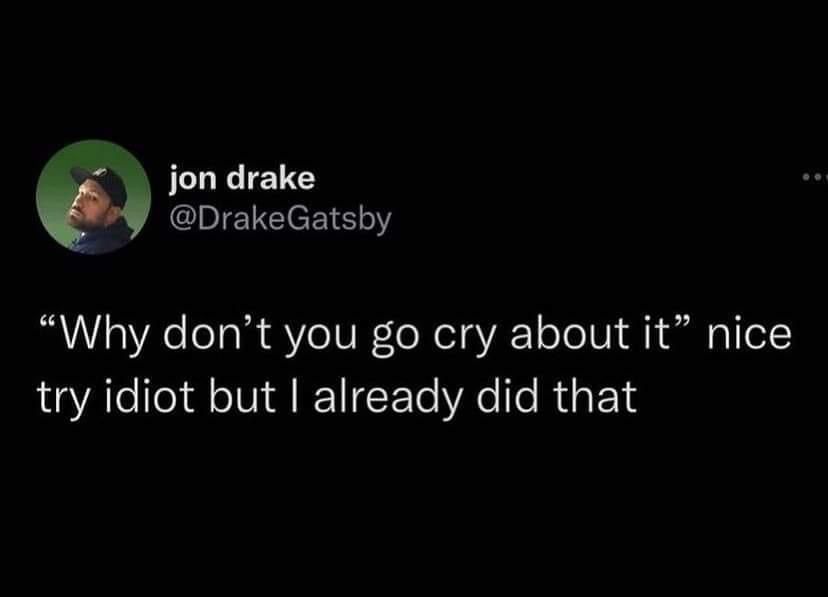 jon drake
@DrakeGatsby
“Why don’t you go cry about it” nice
try idiot but I already did that